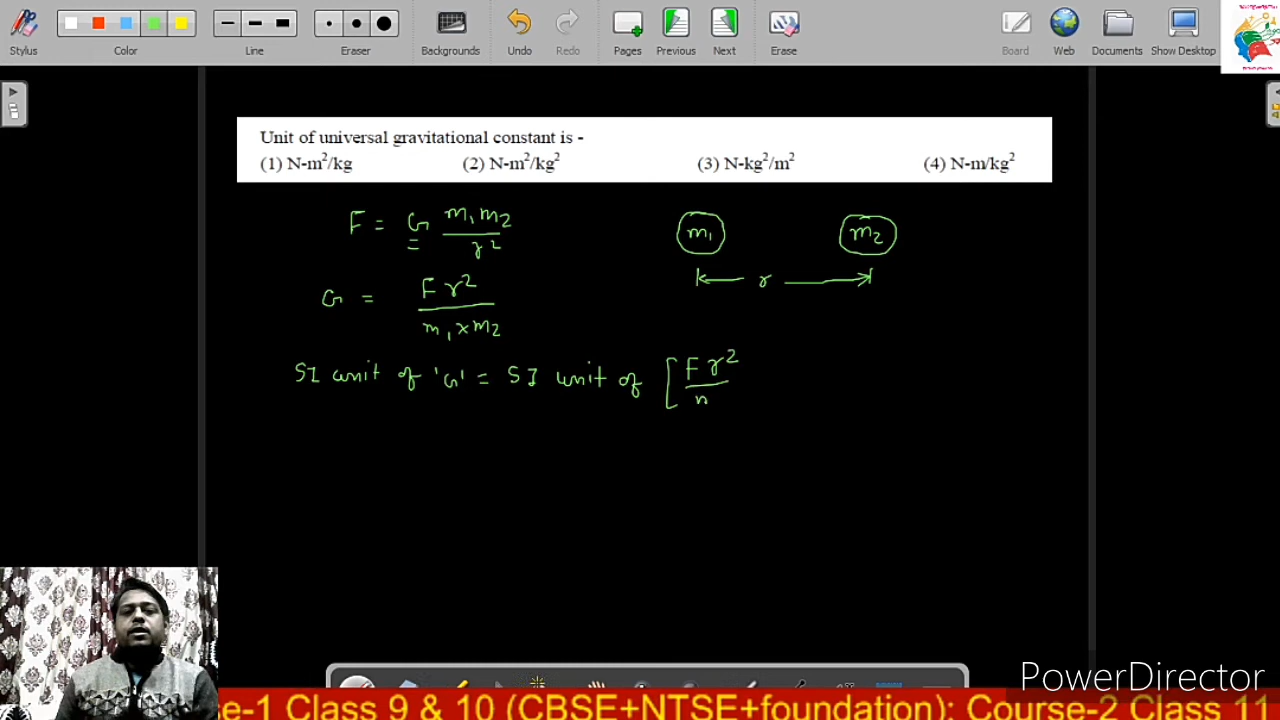 Stylus
Color
Line
Eraser
Backgrounds
Undo
Redo
Pages
Previous
Next
Erase
Board
Web
Documents
Show Desktop
Unit of universal gravitational constant is -
(1) N-m²/kg (2) N-m²/kg² (3) N-kg²/m² (4) N-m/kg²
F = G m₁m₂ / r²
m₁ m₂
r
G = F r² / m₁ x m₂
SI unit of 'G' = SI unit of [ F r² / n
PowerDirector
se-1 Class 9 & 10 (CBSE+NTSE+foundation): Course-2 Class 11